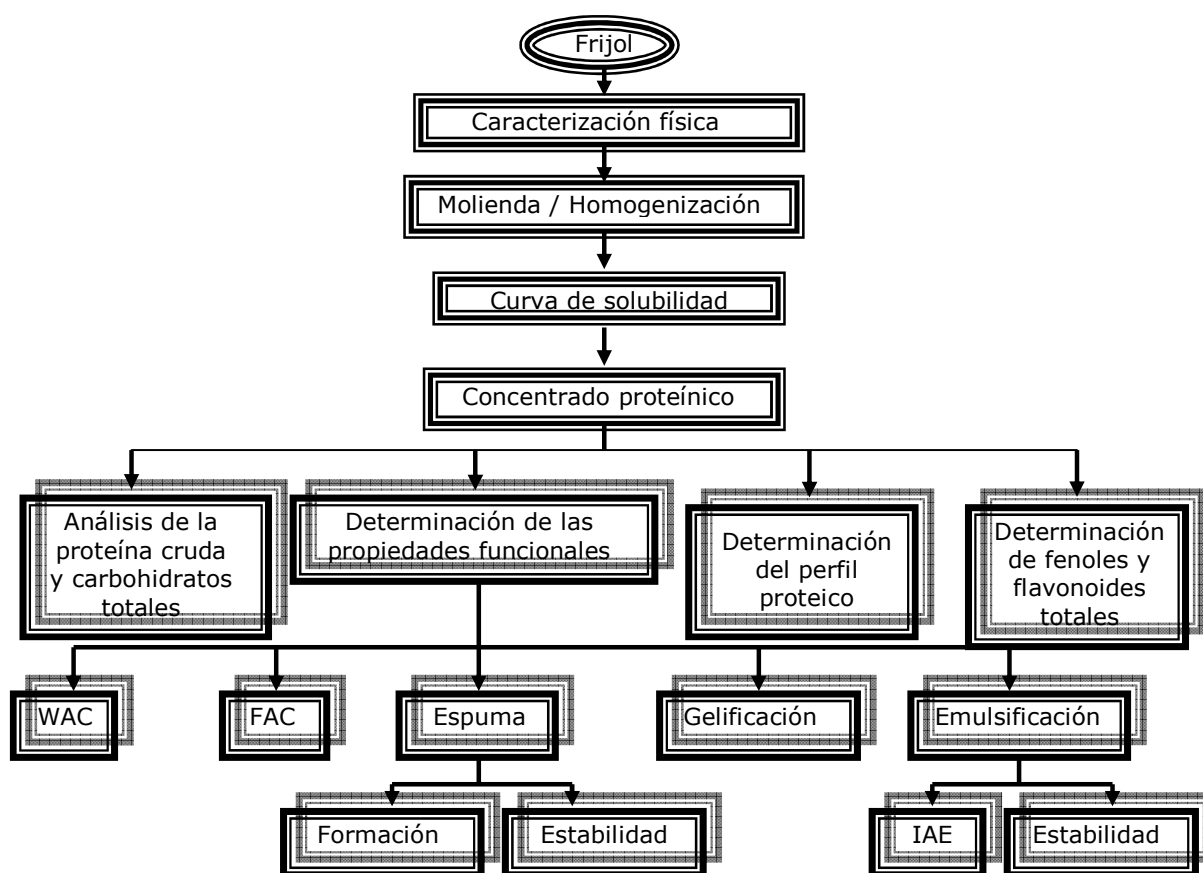 Frijol
Caracterización física
Molienda / Homogenización
Curva de solubilidad
Concentrado proteínico
Análisis de la
proteína cruda
y carbohidratos
totales
Determinación de las
propiedades funcionales
Determinación
del perfil
proteico
Determinación
de fenoles y
flavonoides
totales
WAC
FAC
Espuma
Gelificación
Emulsificación
Formación
Estabilidad
IAE
Estabilidad